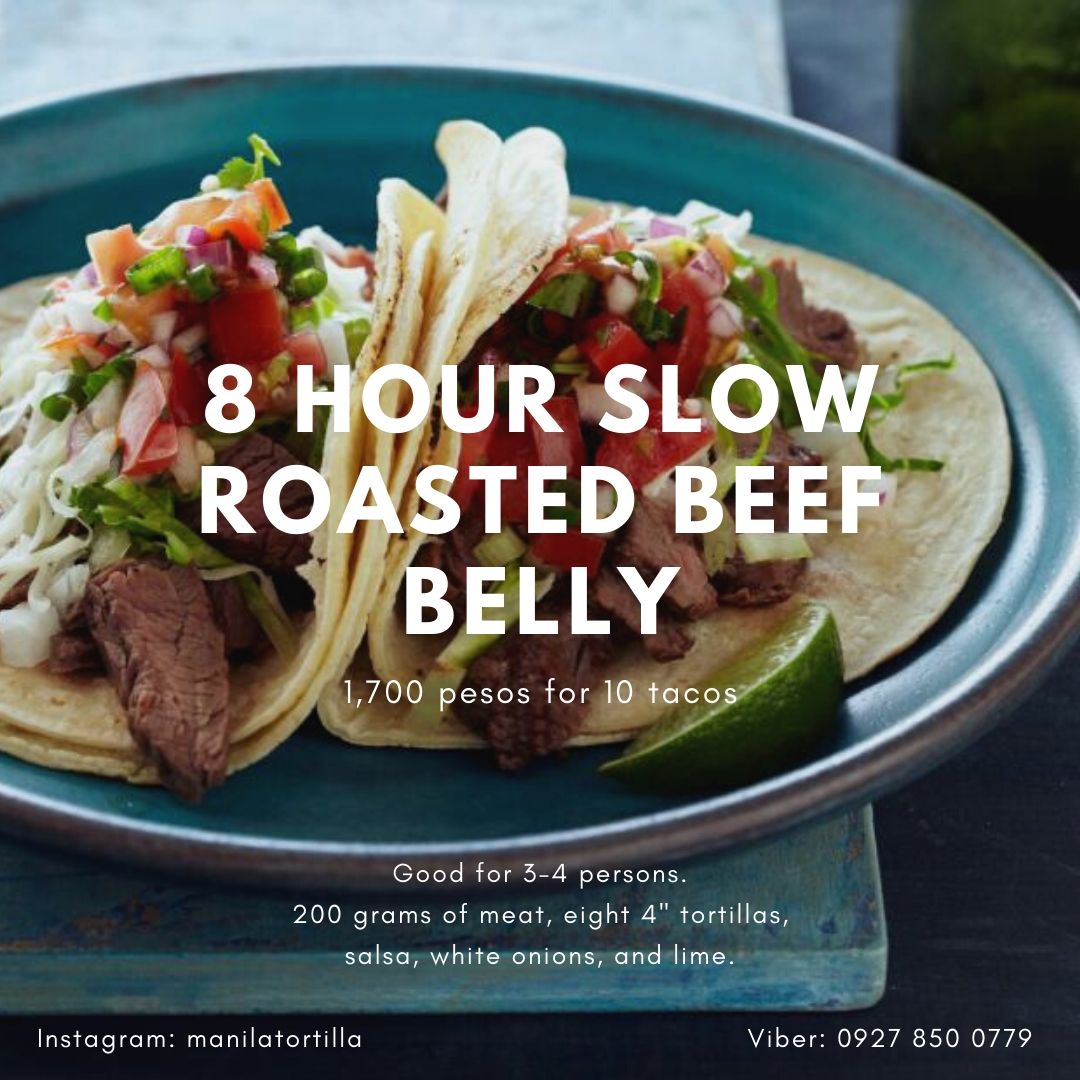 8 HOUR SLOW
ROASTED BEEF
BELLY
1,700 pesos for 10 tacos
Good for 3-4 persons.
200 grams of meat, eight 4" tortillas,
salsa, white onions, and lime.
Instagram: manilatortilla
Viber: 0927 850 0779